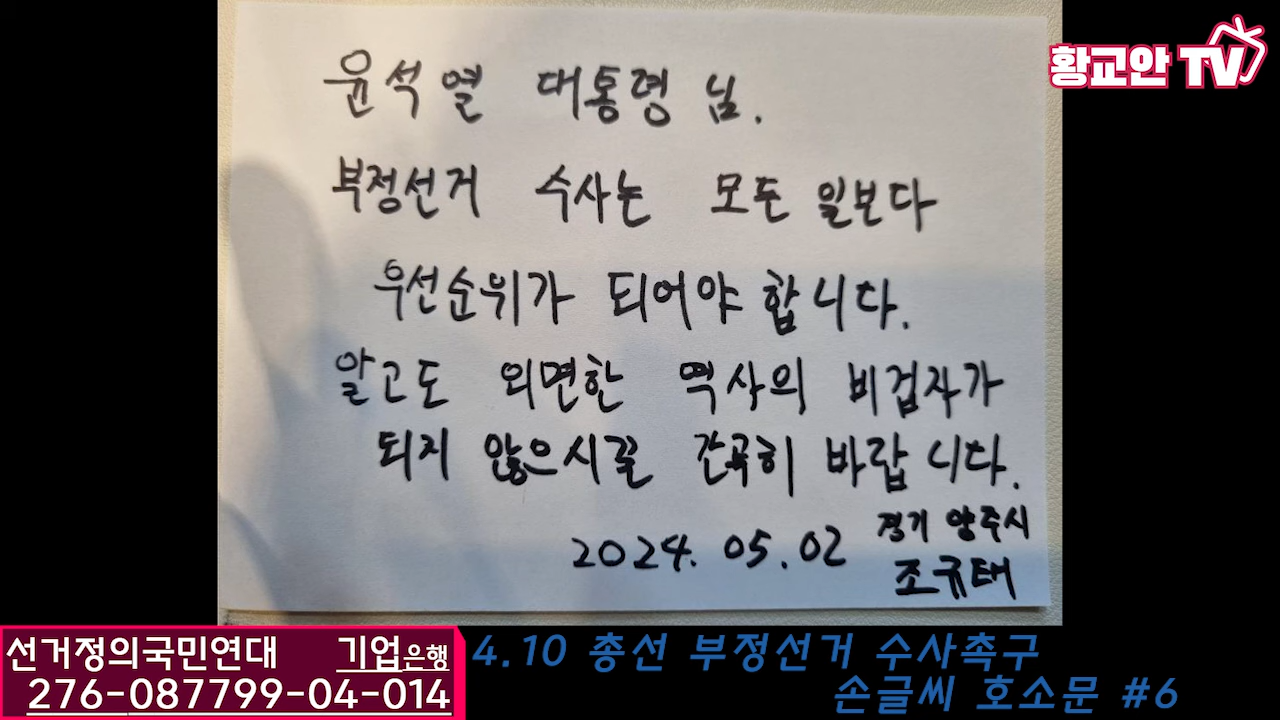 황교안 TV
윤석열 대통령님.
부정선거 수사는 모든 일보다
우선순위가 되어야 합니다.
알고도 외면한 역사의 비겁자가
되지 않으시길 간곡히 바랍니다.
2024. 05. 02 경기 양주시
조규태
선거정의국민연대 기업은행
276-087799-04-014
4.10 총선 부정선거 수사촉구
손글씨 호소문 #6